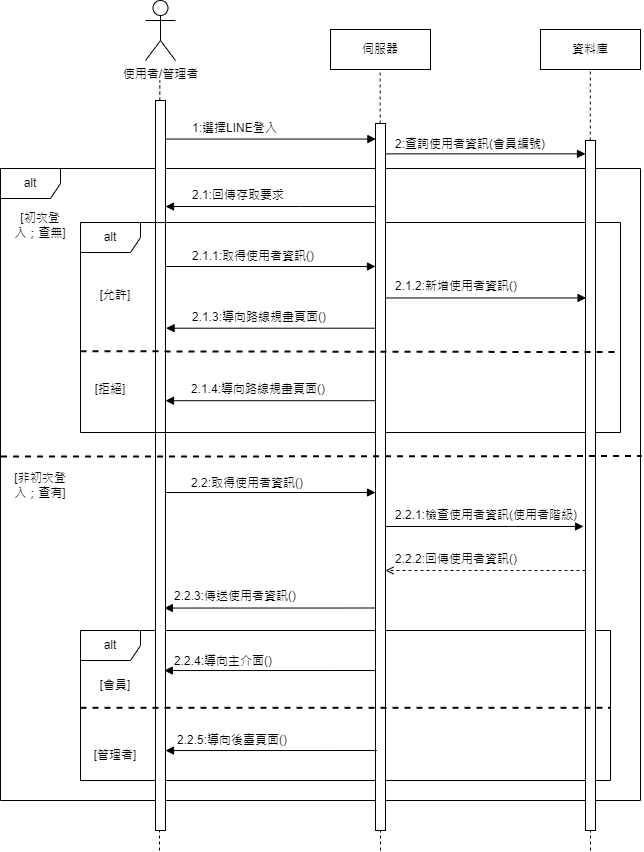 使用者/管理者
伺服器
資料庫
1:選擇LINE登入
2:查詢使用者資訊(會員編號)
alt
2.1:回傳存取要求
[初次登
入；查無]
alt
2.1.1:取得使用者資訊()
[允許]
2.1.2:新增使用者資訊()
2.1.3:導向路線規畫頁面()
[拒絕]
2.1.4:導向路線規畫頁面()
[非初次登
入；查有]
2.2:取得使用者資訊()
2.2.1:檢查使用者資訊(使用者階級)
2.2.2:回傳使用者資訊()
2.2.3:傳送使用者資訊()
alt
2.2.4:導向主介面()
[會員]
2.2.5:導向後臺頁面()
[管理者]